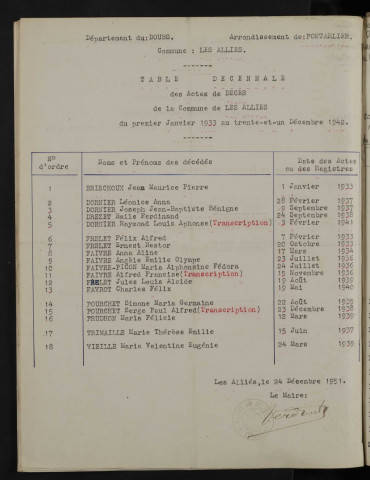 Département du: DOUBS. Arrondissement de: PONTARLIER.
Commune : LES ALLIES.
TABLE DECENNALE
des Actes de DECES
de la Commune de LES ALLIES
du premier Janvier 1933 au trente-et-un Décembre 1942.
N° d'ordre Noms et Prénoms des décédés Date des Actes ou des Registres
1 BRISCHOUX Jean Maurice Pierre 1 Janvier 1933
2 DORNIER Léonice Anna 28 Février 1937
3 DORNIER Joseph Jean-Baptiste Bénigne 9 Septembre 1937
4 DREZET Emile Ferdinand 24 Septembre 1938
5 DORNIER Raymond Louis Aphonse(Transcription) 3 Février 1941
6 FRELET Félix Alfred 7 Février 1933
7 FRELET Ernest Nestor 20 Octobre 1933
8 FAIVRE Anna Aline 17 Mars 1934
9 FAIVRE Angèle Emilie Olympe 23 Juillet 1936
10 FAIVRE-PICON Marie Alphonsine Fédora 24 Juillet 1936
11 FAIVRE Alfred Francine(Transcription) 15 Novembre 1936
12 FRELET Jules Louis Alcide 19 Août 1939
13 FAVROT Charles Félix 19 Mai 1940
14 POURCHET Simone Marie Germaine 22 Août 1935
15 POURCHET Serge Paul Alfred(Transcription) 23 Décembre 1938
16 PRUDHON Marie Félicie 12 Mars 1939
17 TRIMAILLE Marie Thérèse Emilie 15 Juin 1937
18 VIEILLE Marie Valentine Eugénie 24 Mars 1939
Les Alliés, le 24 Décembre 1951.
Le Maire: